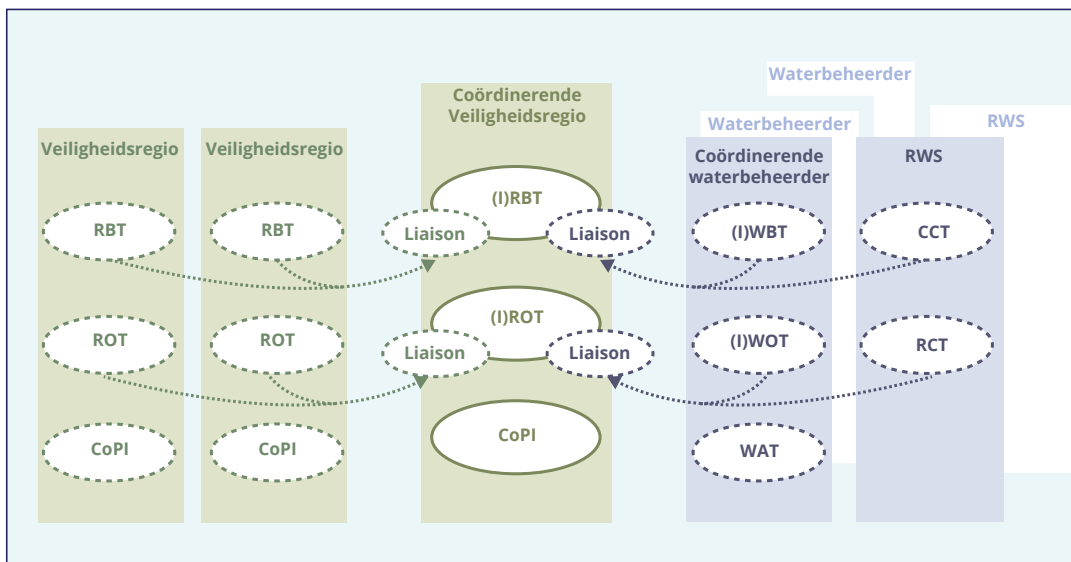 Waterbeheerder
Coördinerende
Veiligheidsregio
Waterbeheerder
RWS
Veiligheidsregio
Veiligheidsregio
Coördinerende
waterbeheerder
RWS
(I)RBT
RBT
RBT
Liaison
Liaison
(I)WBT
CCT
(I)ROT
ROT
ROT
Liaison
Liaison
(I)WOT
RCT
CoPI
CoPI
CoPI
WAT